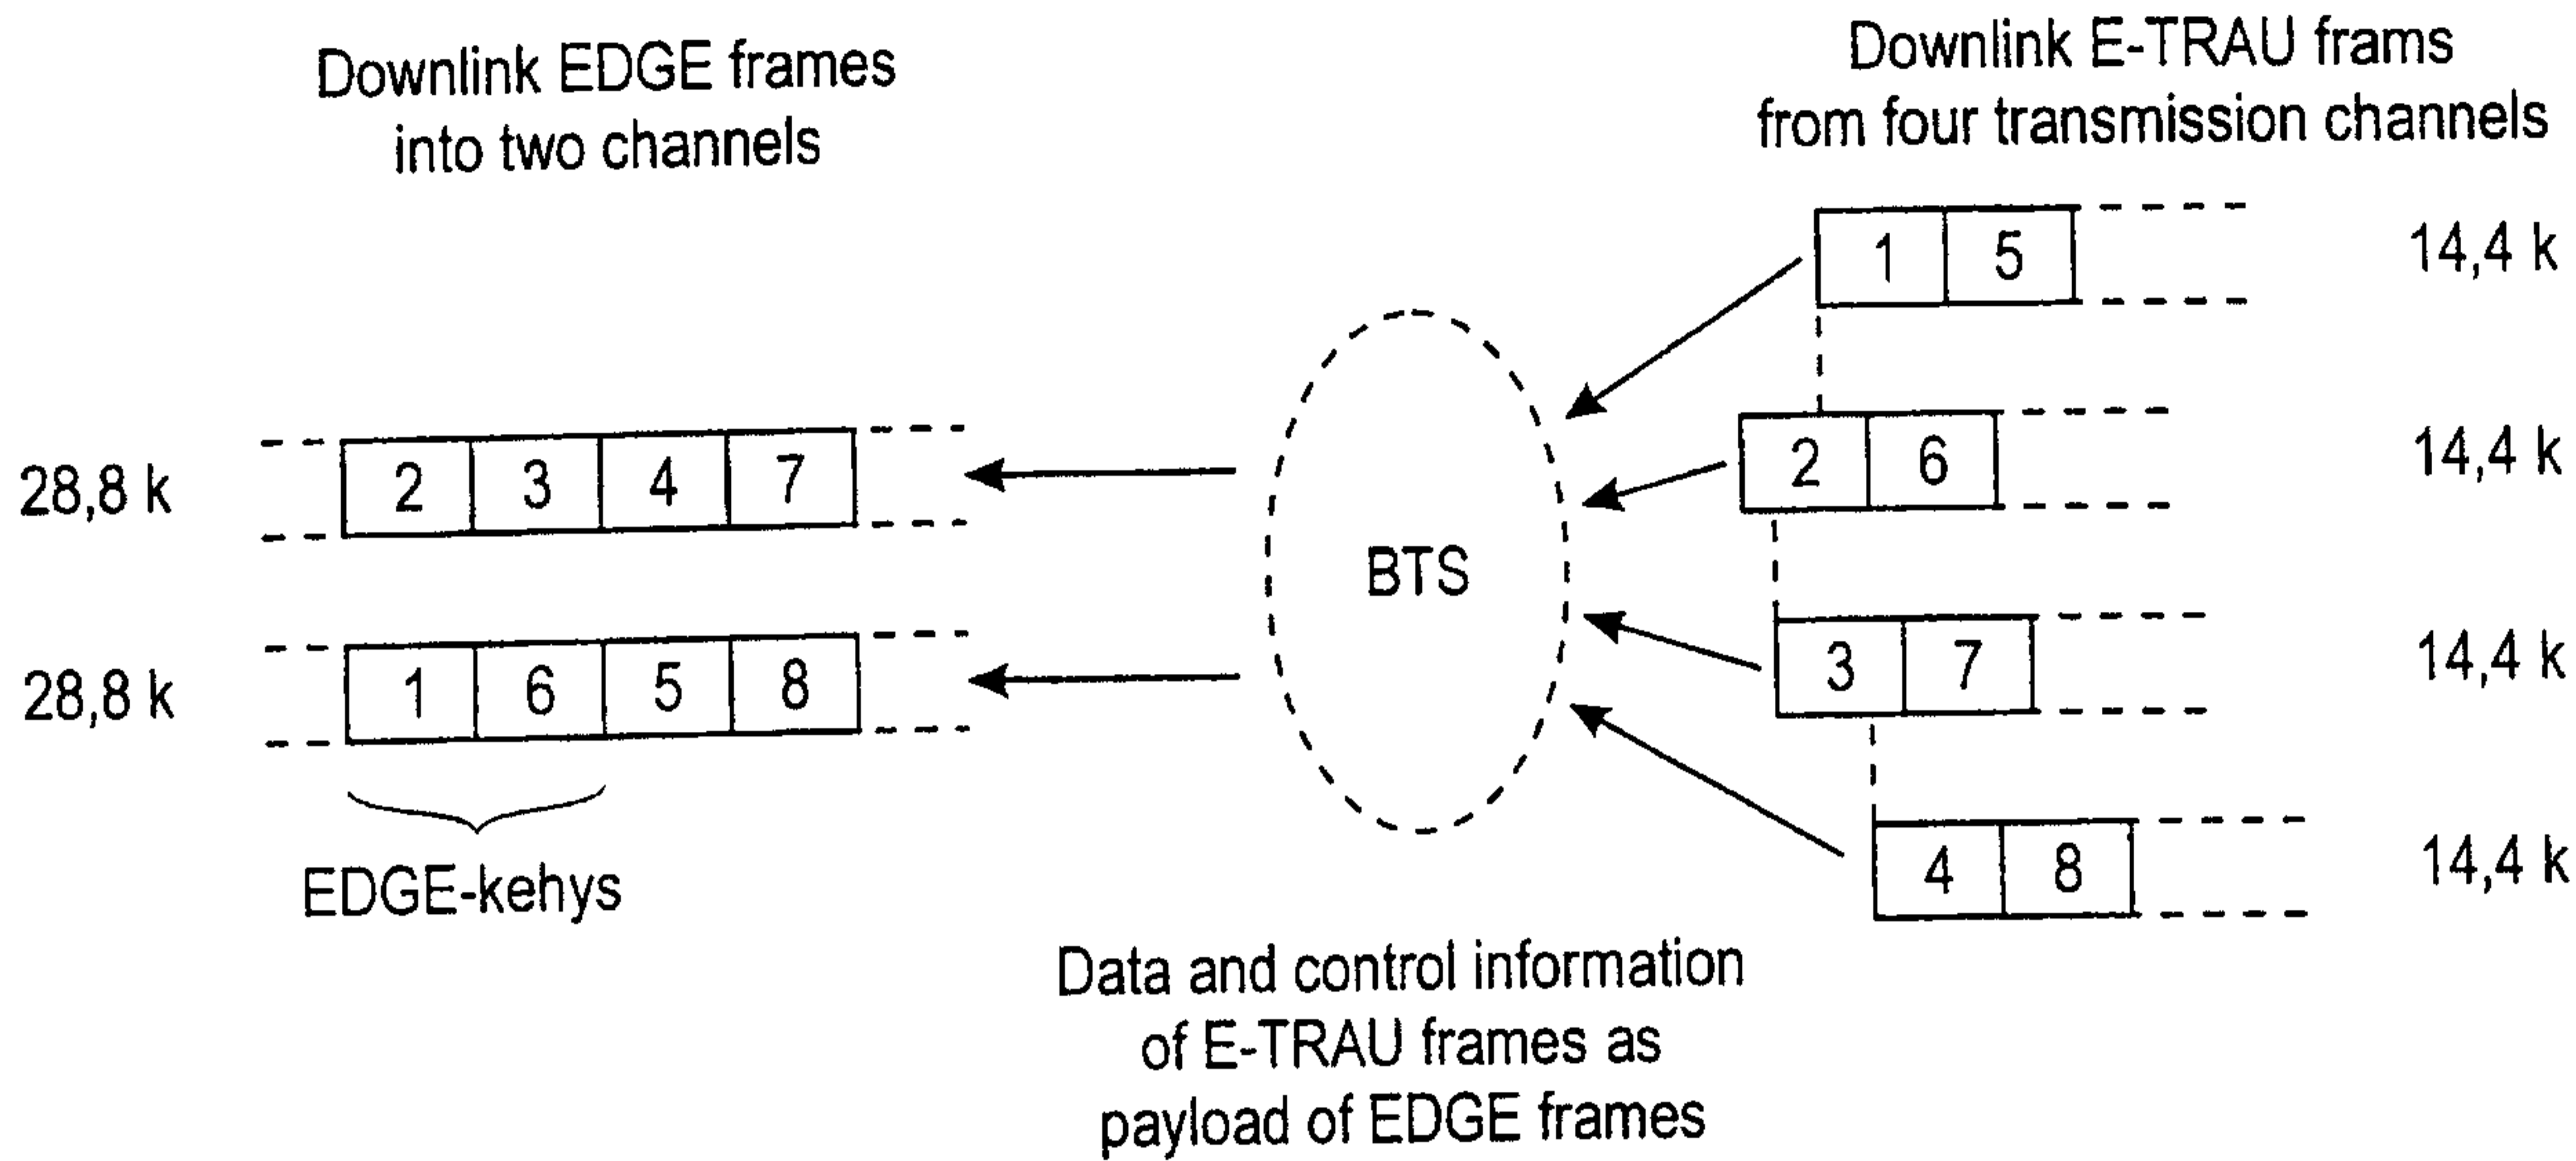 Downlink EDGE frames
into two channels
Downlink E-TRAU frams
from four transmission channels
1 5
14,4 k
28,8 k
2 3 4 7
2 6
14,4 k
BTS
28,8 k
1 6 5 8
3 7
14,4 k
EDGE-kehys
4 8
14,4 k
Data and control information
of E-TRAU frames as
payload of EDGE frames